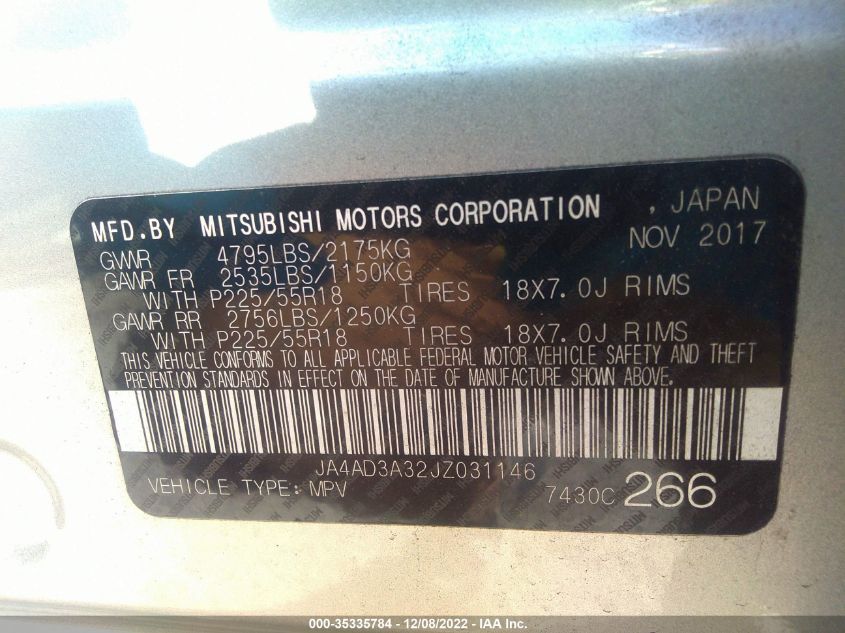 MFD.BY MITSUBISHI MOTORS CORPORATION , JAPAN
NOV 2017
GVWR 4795LBS/2175KG
GAWR FR 2535LBS/1150KG
WITH P225/55R18 TIRES 18X7.0J RIMS
GAWR RR 2756LBS/1250KG
WITH P225/55R18 TIRES 18X7.0J RIMS
THIS VEHICLE CONFORMS TO ALL APPLICABLE FEDERAL MOTOR VEHICLE SAFETY AND THEFT
PREVENTION STANDARDS IN EFFECT ON THE DATE OF MANUFACTURE SHOWN ABOVE.
JA4AD3A32JZ031146
VEHICLE TYPE: MPV 7430C 266
000-35335784 - 12/08/2022 - © IAA Inc.